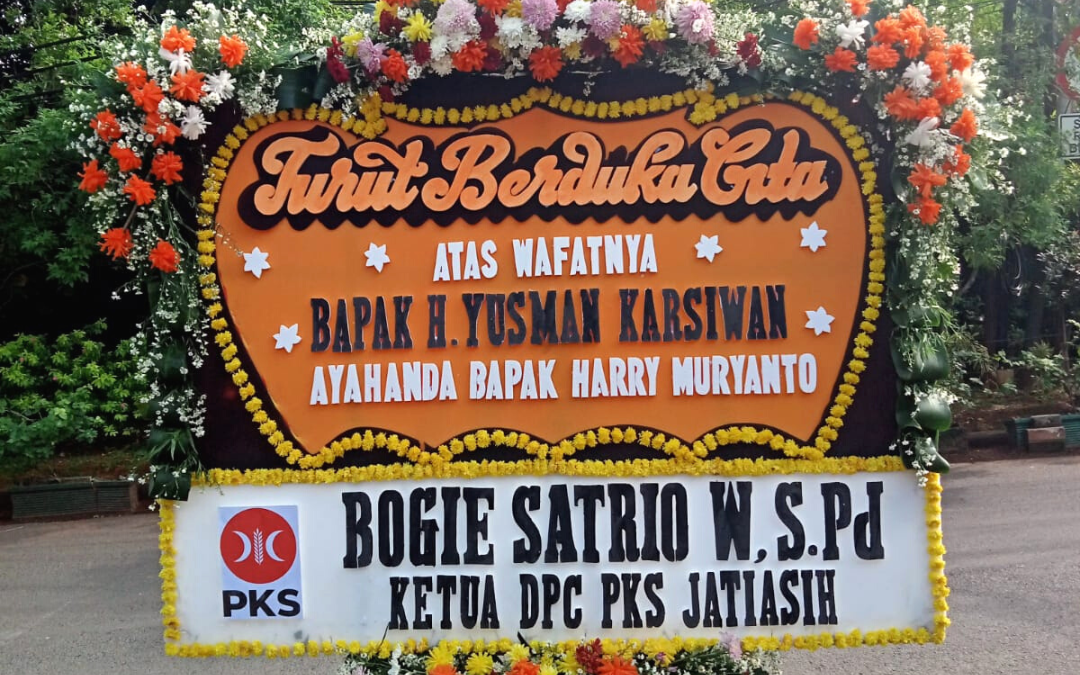 Turut Berduka Cita
ATAS WAFATNYA
BAPAK H. YUSMAN KARSIWAN
AYAHANDA BAPAK HARRY MURYANTO
BOGIE SATRIO W, S.Pd
KETUA DPC PKS JATIASIH
PKS